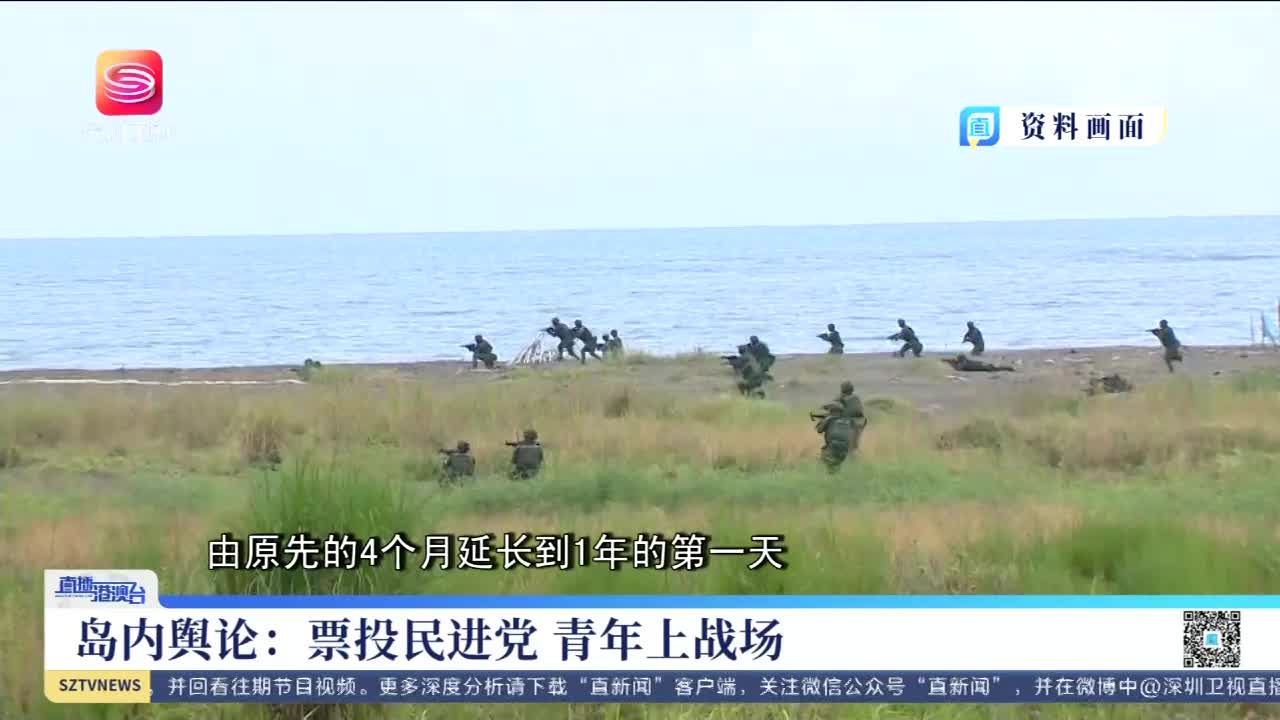 直 资料画面
由原先的4个月延长到1年的第一天
直播港澳台
岛内舆论：票投民进党 青年上战场
SZTVNEWS
，并回看往期节目视频。更多深度分析请下载“直新闻”客户端，关注微信公众号“直新闻”，并在微博中@深圳卫视直播